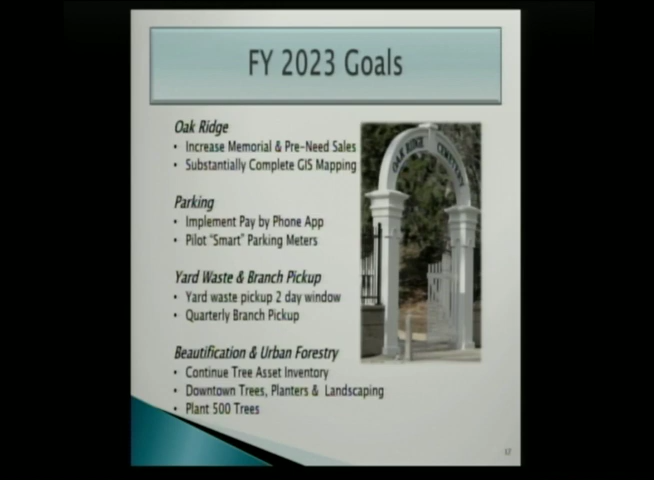 FY 2023 Goals
Oak Ridge
• Increase Memorial & Pre-Need Sales
• Substantially Complete GIS Mapping
OAK RIDGE CEMETERY
Parking
• Implement Pay by Phone App
• Pilot "Smart" Parking Meters
Yard Waste & Branch Pickup
• Yard waste pickup 2 day window
• Quarterly Branch Pickup
Beautification & Urban Forestry
• Continue Tree Asset Inventory
• Downtown Trees, Planters & Landscaping
• Plant 500 Trees
17